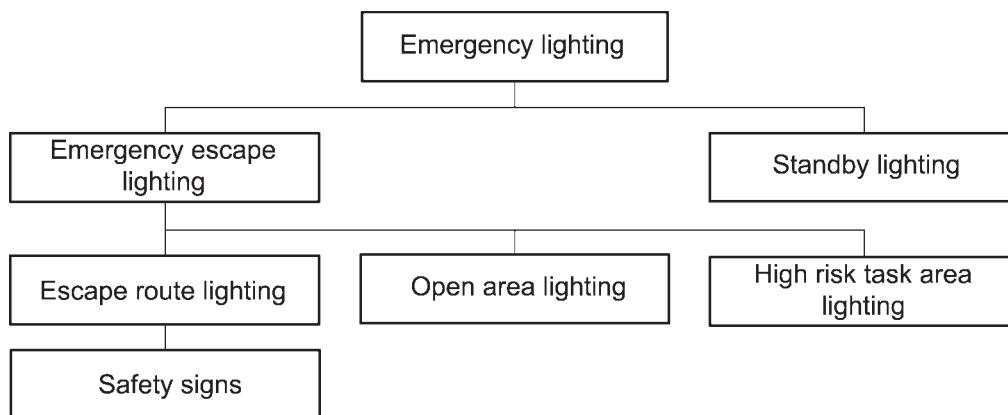 Emergency lighting
Emergency escape
lighting
Standby lighting
Escape route lighting
Open area lighting
High risk task area
lighting
Safety signs